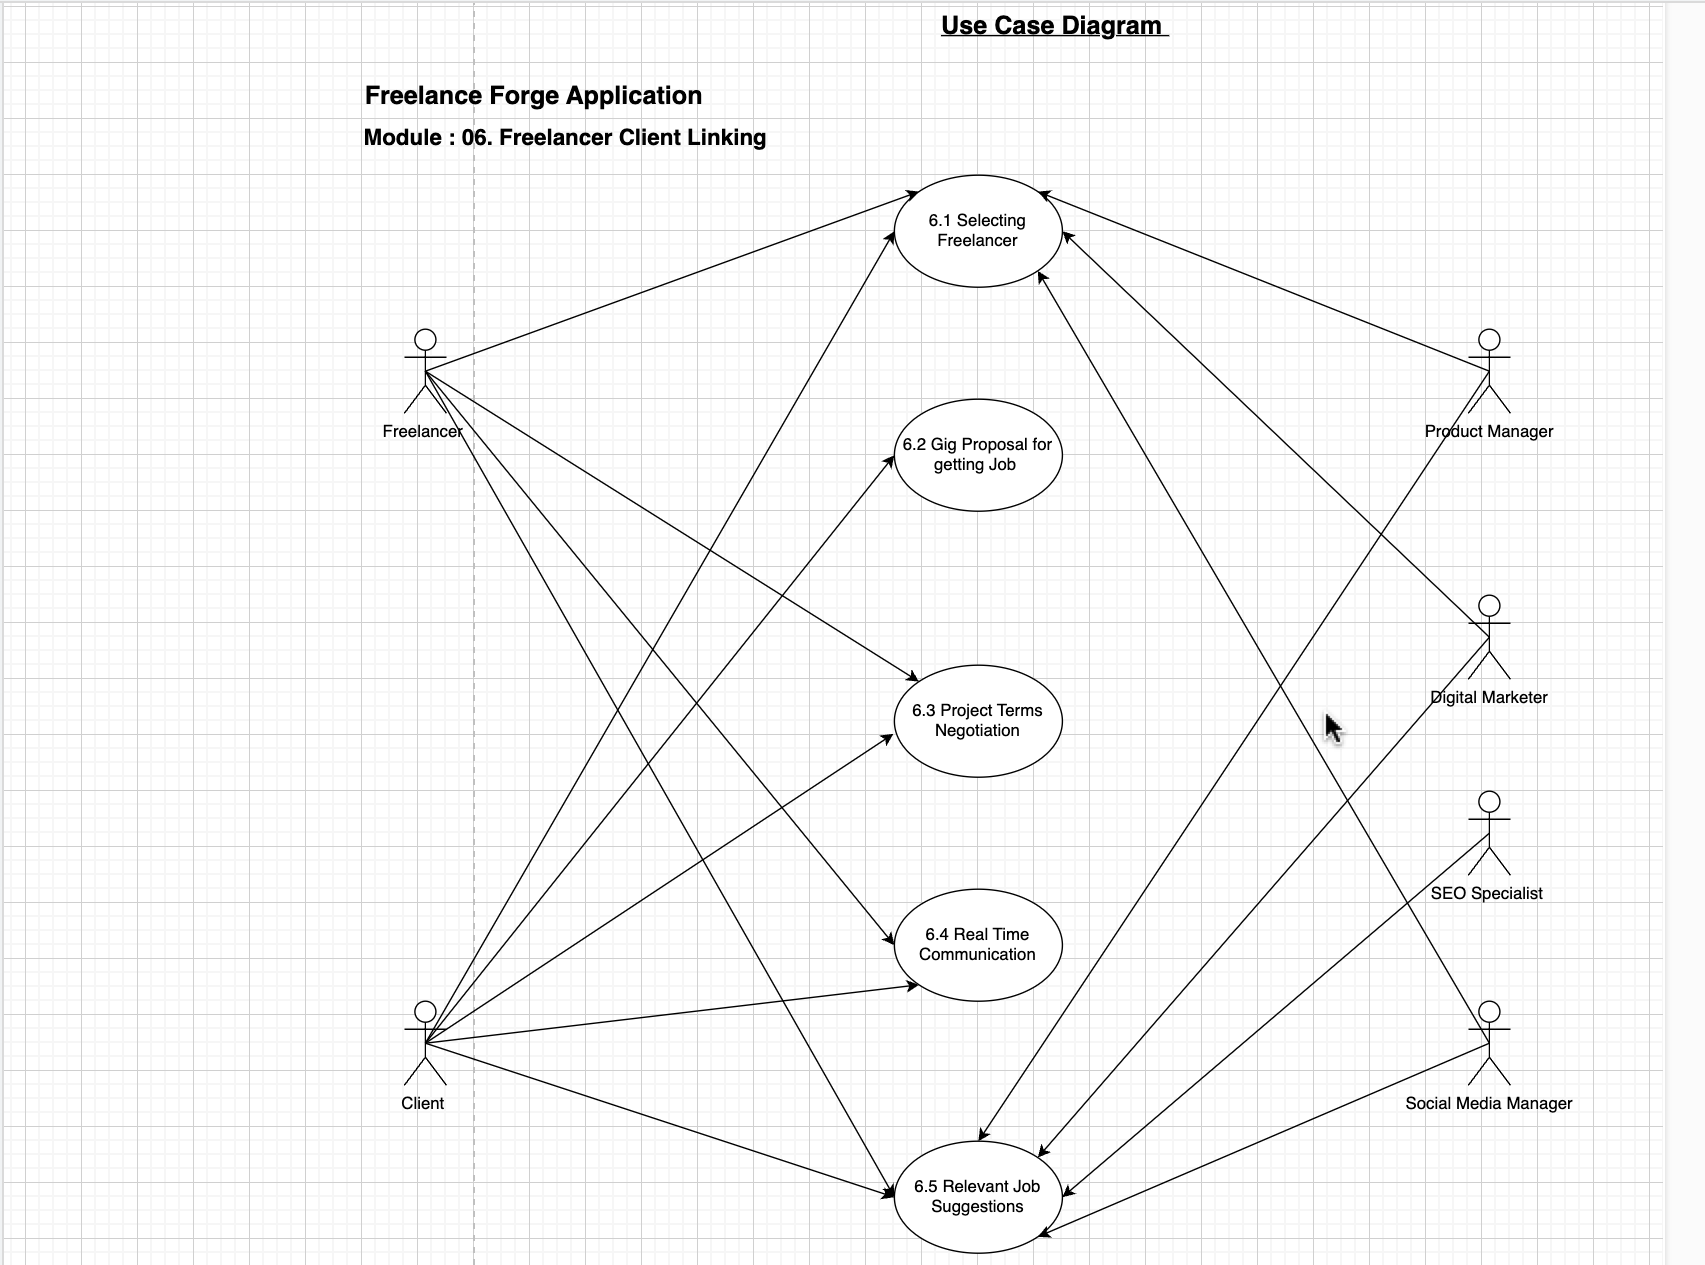 Use Case Diagram
Freelance Forge Application
Module : 06. Freelancer Client Linking
6.1 Selecting
Freelancer
Freelancer
Product Manager
6.2 Gig Proposal for
getting Job
Digital Marketer
6.3 Project Terms
Negotiation
SEO Specialist
6.4 Real Time
Communication
Client
Social Media Manager
6.5 Relevant Job
Suggestions